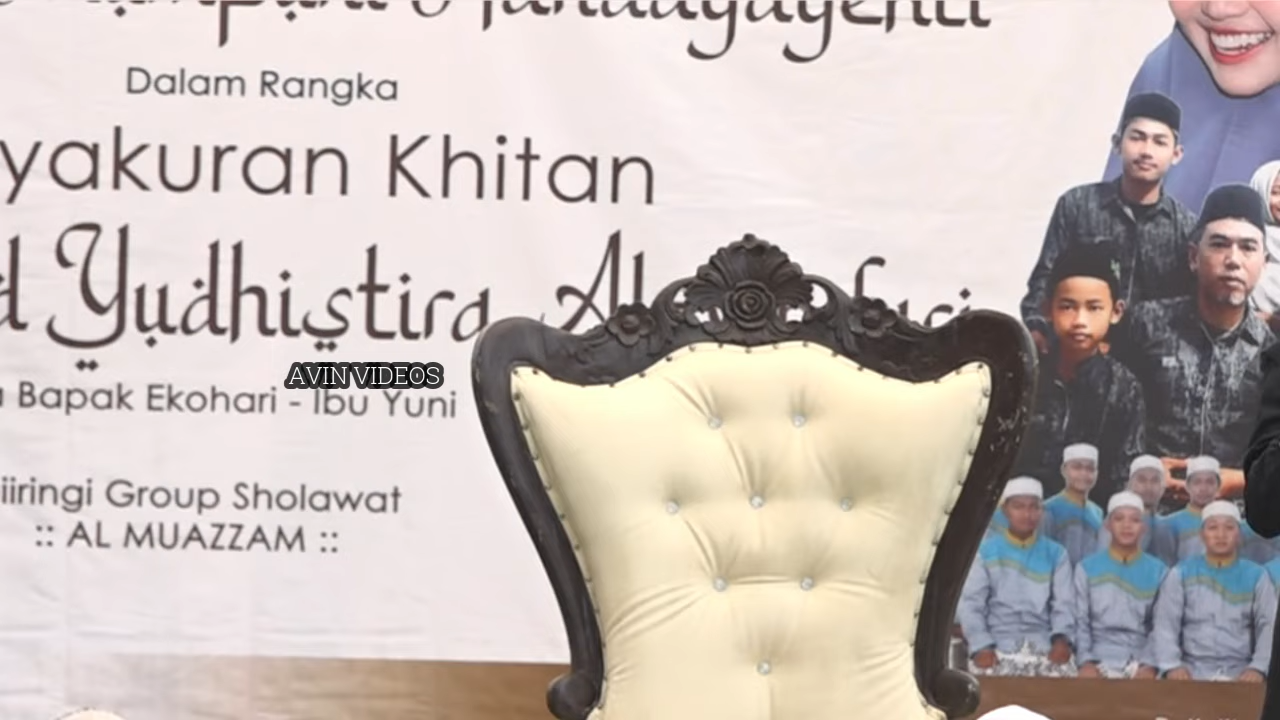 Dalam Rangka
yakuran Khitan
Yudhistira
AVIN VIDEOS
Bapak Ekohari - Ibu Yuni
iiringi Group Sholawat
:: AL MUAZZAM ::